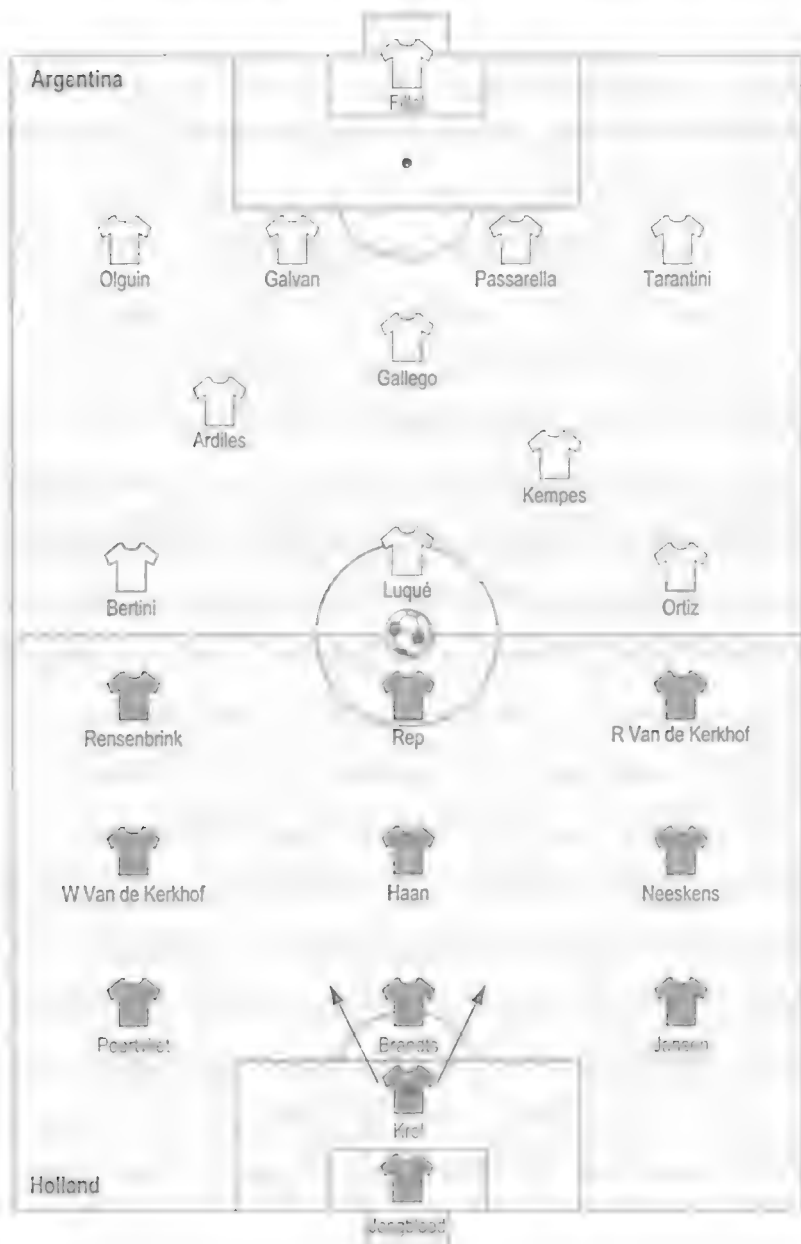 Argentina
Fillol
Olguin Galvan Passarella Tarantini
Gallego
Ardiles
Kempes
Bertini Luqué Ortiz
Rensenbrink Rep R Van de Kerkhof
W Van de Kerkhof Haan Neeskens
Poortvliet Brandts Jansen
Krol
Holland
Jongbloed